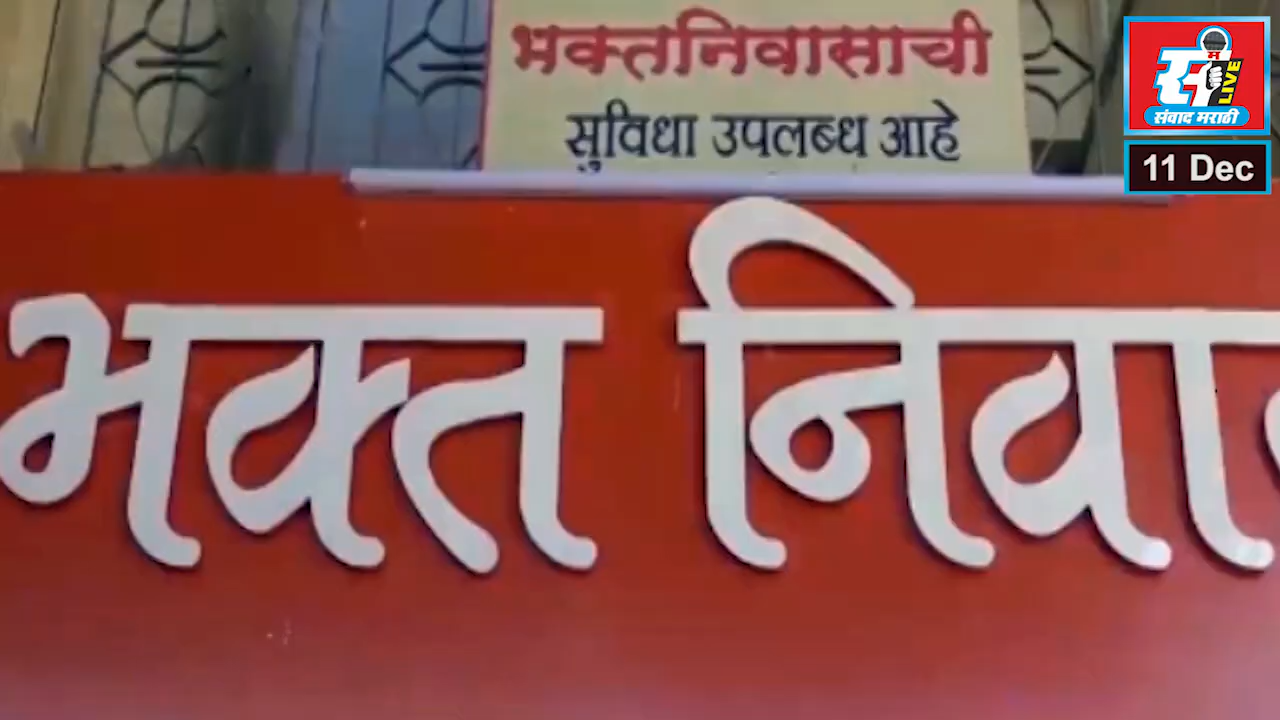 भक्तनिवासाची
सुविधा उपलब्ध आहे
भक्त निवा
स
म
LIVE
संवाद मराठी
11 Dec